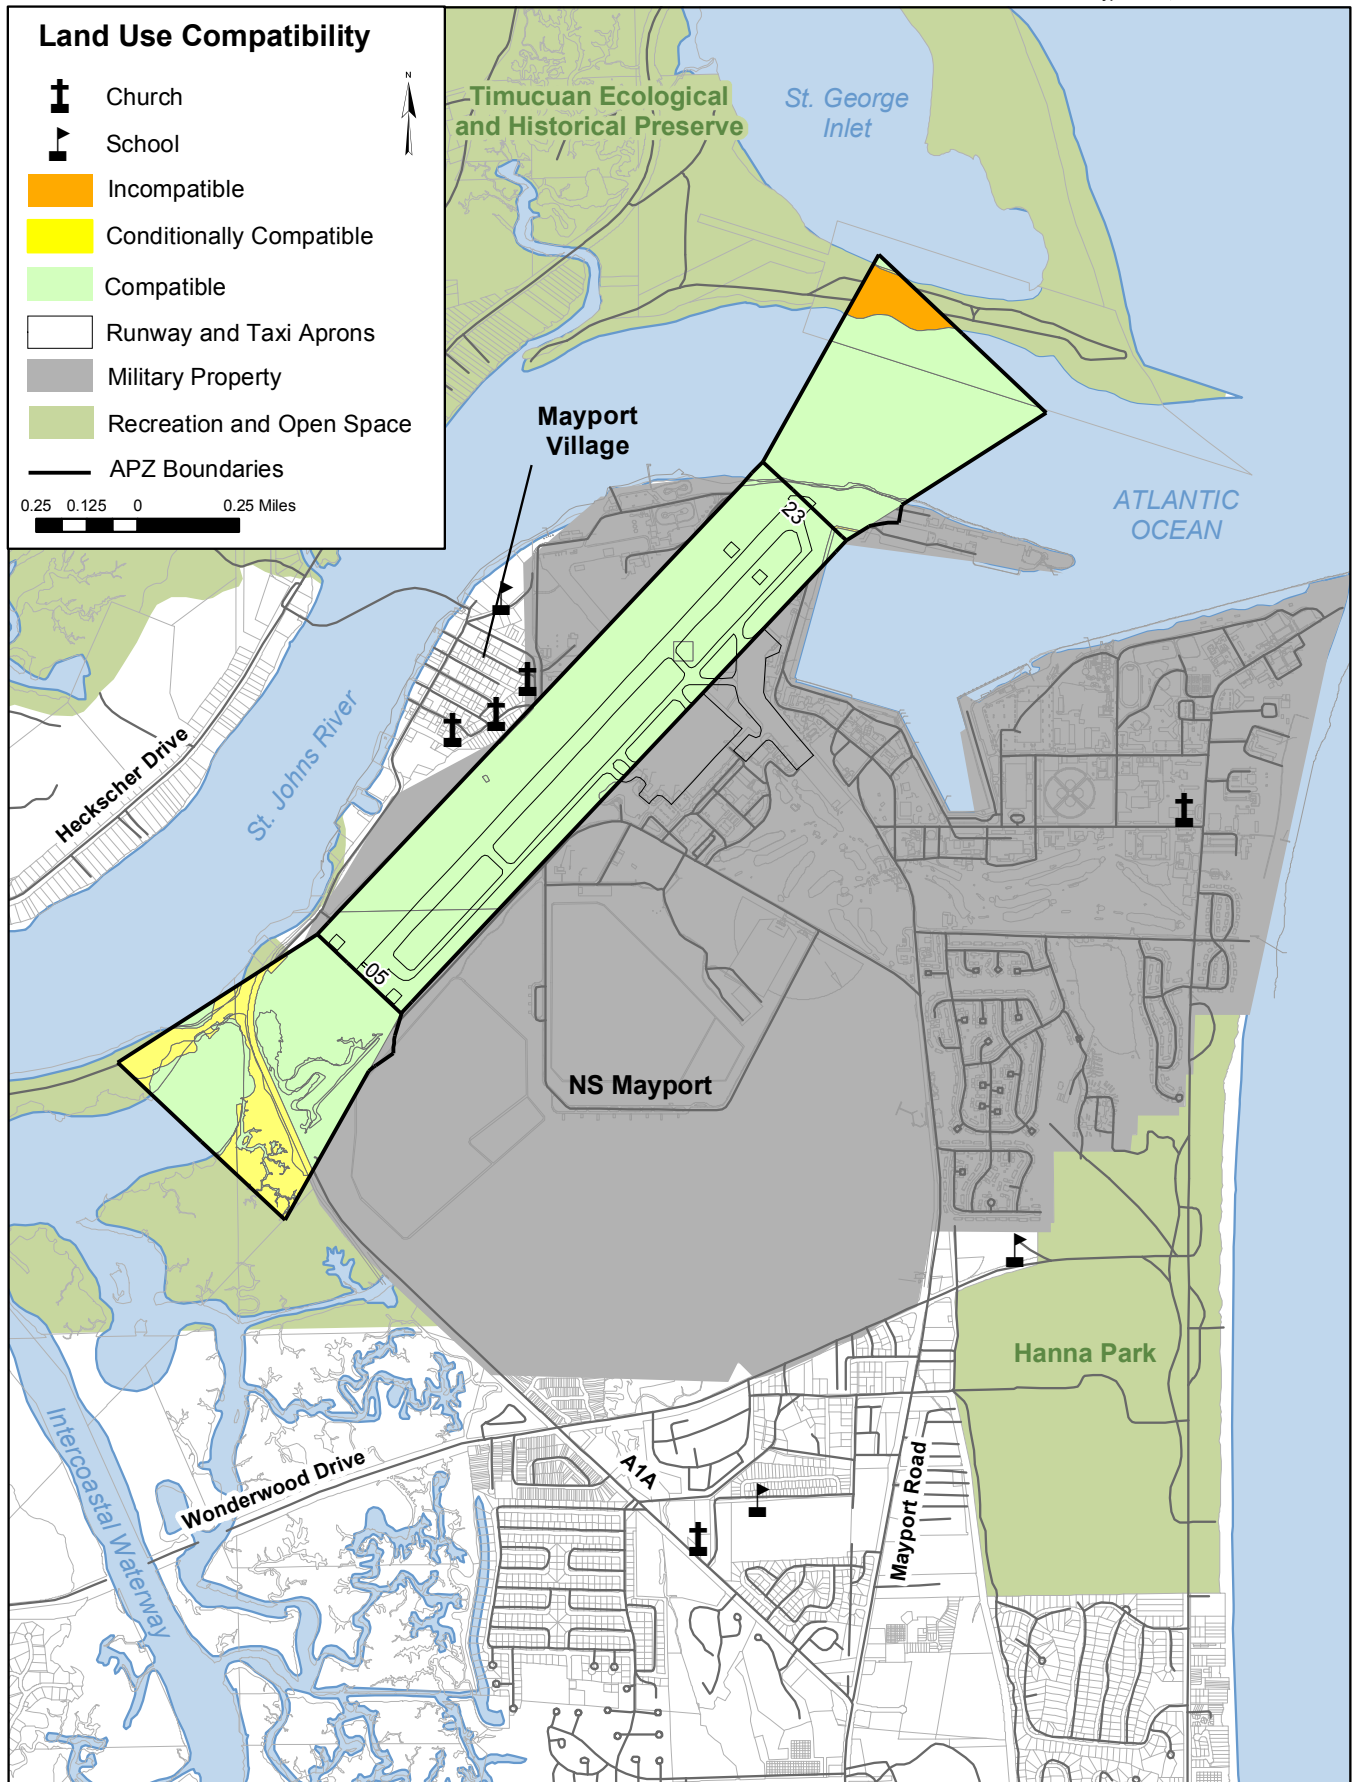 Land Use Compatibility
N
Church
School
Incompatible
Conditionally Compatible
Compatible
Runway and Taxi Aprons
Military Property
Recreation and Open Space
APZ Boundaries
0.25 0.125 0 0.25 Miles
Timucuan Ecological
and Historical Preserve
St. George
Inlet
Mayport
Village
ATLANTIC
OCEAN
23
Heckscher Drive
St. Johns River
05
NS Mayport
Hanna Park
Intercoastal Waterway
Wonderwood Drive
A1A
Mayport Road